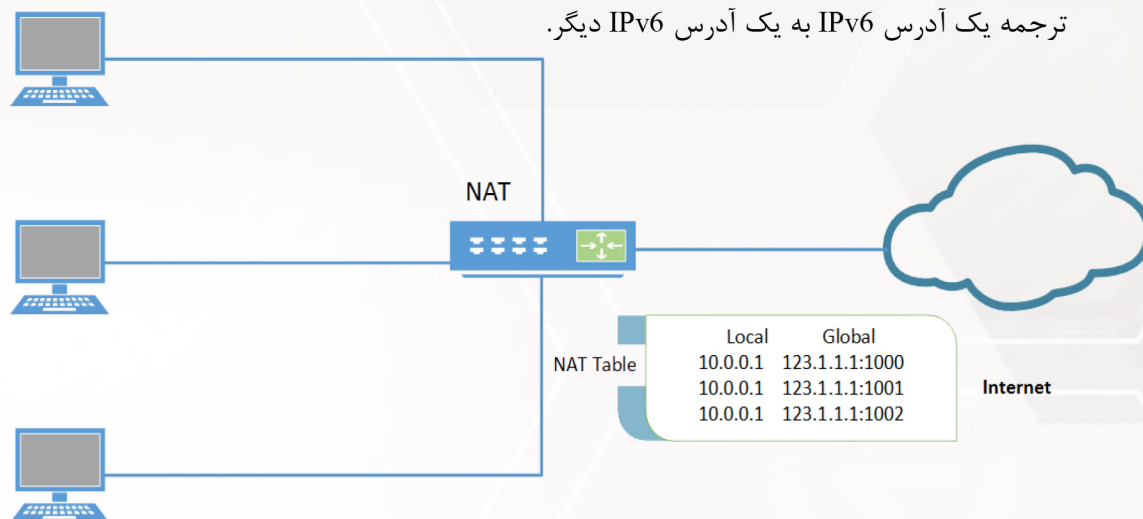 ترجمه یک آدرس IPv6 به یک آدرس IPv6 دیگر.
NAT
NAT Table
Local Global
10.0.0.1 123.1.1.1:1000
10.0.0.1 123.1.1.1:1001
10.0.0.1 123.1.1.1:1002
Internet